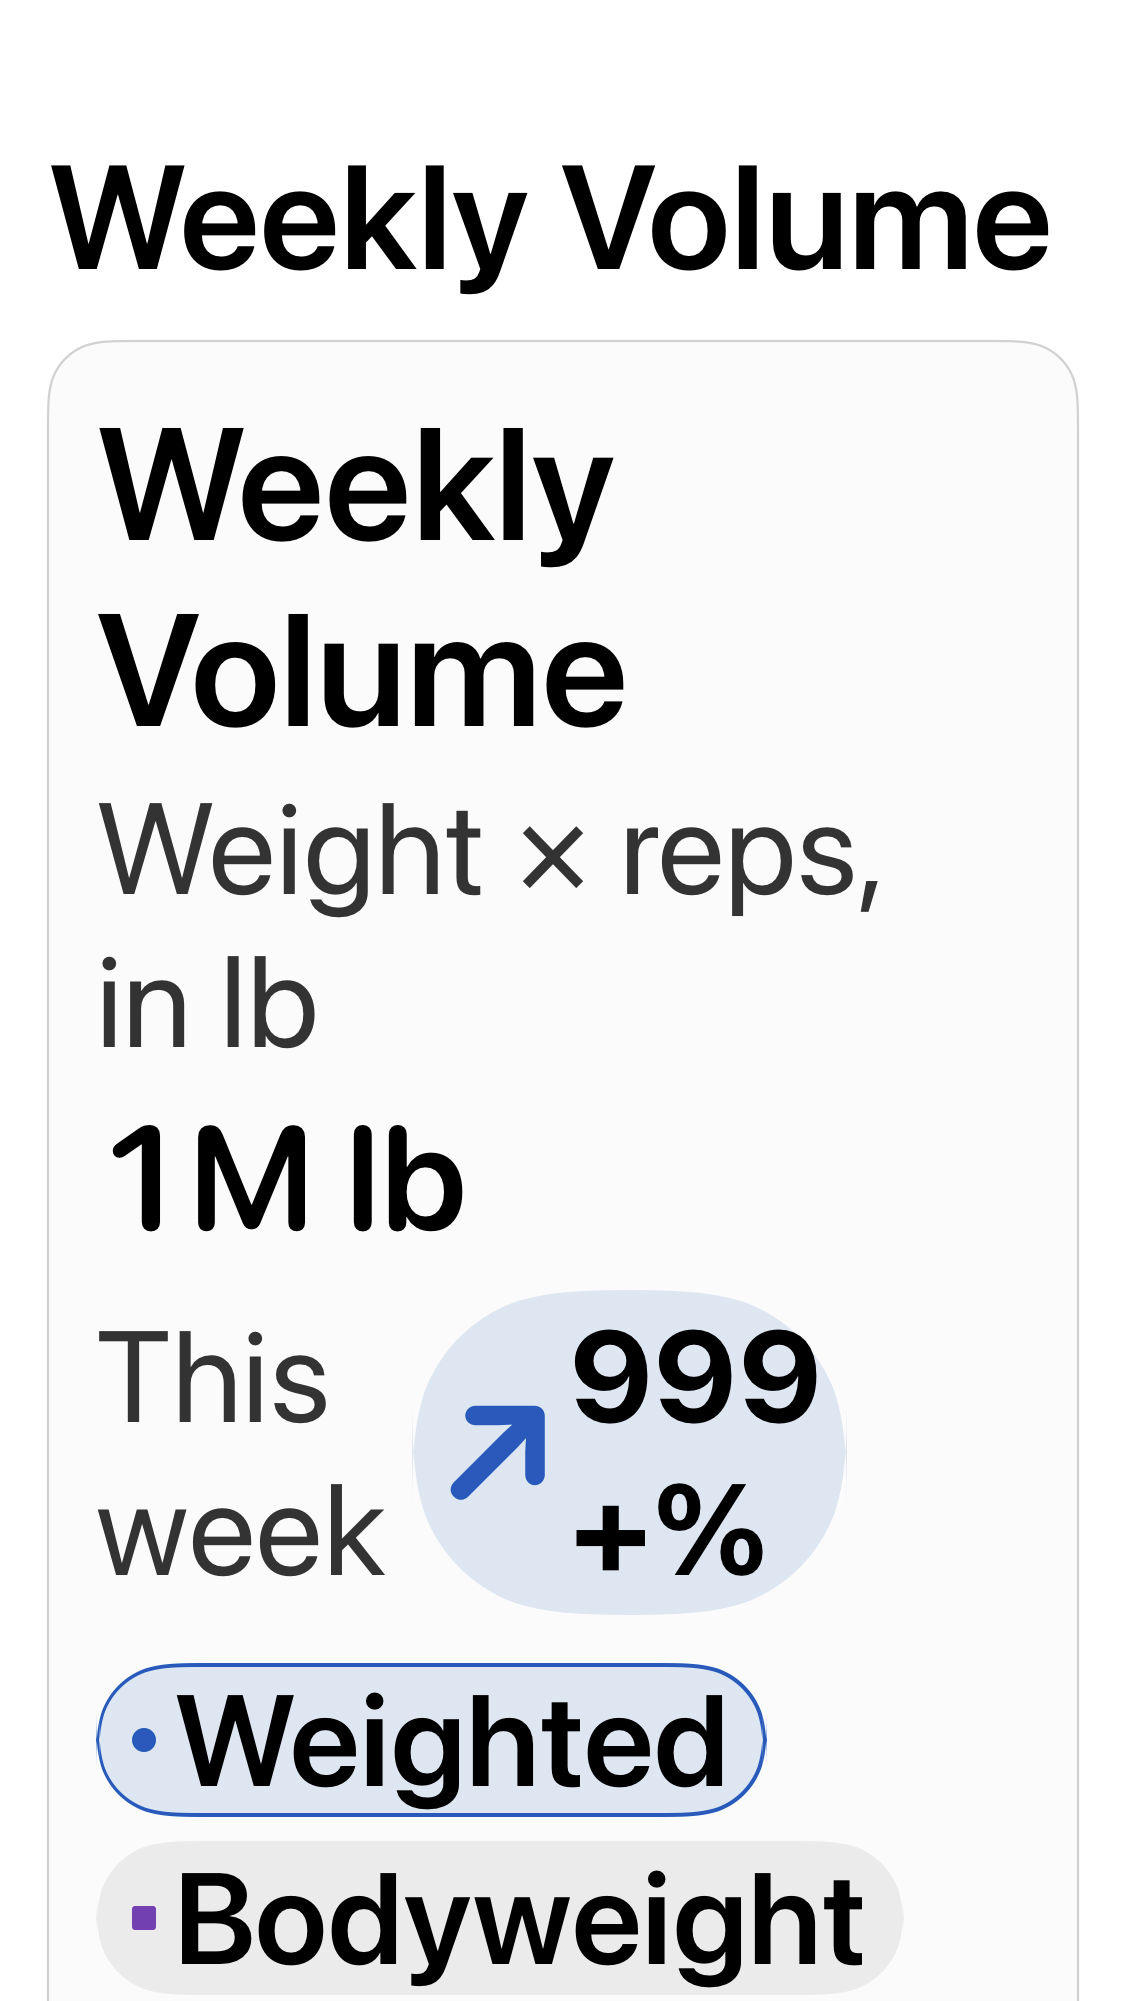 Weekly Volume
Weekly
Volume
Weight × reps,
in lb
1M lb
This
week
999
+%
Weighted
Bodyweight